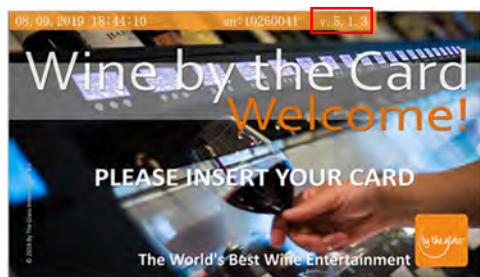 08.09.2019 18:44:10 sn:10260041 v.5.1.3
Wine by the Card
Welcome!
PLEASE INSERT YOUR CARD
The World's Best Wine Entertainment
by the glass